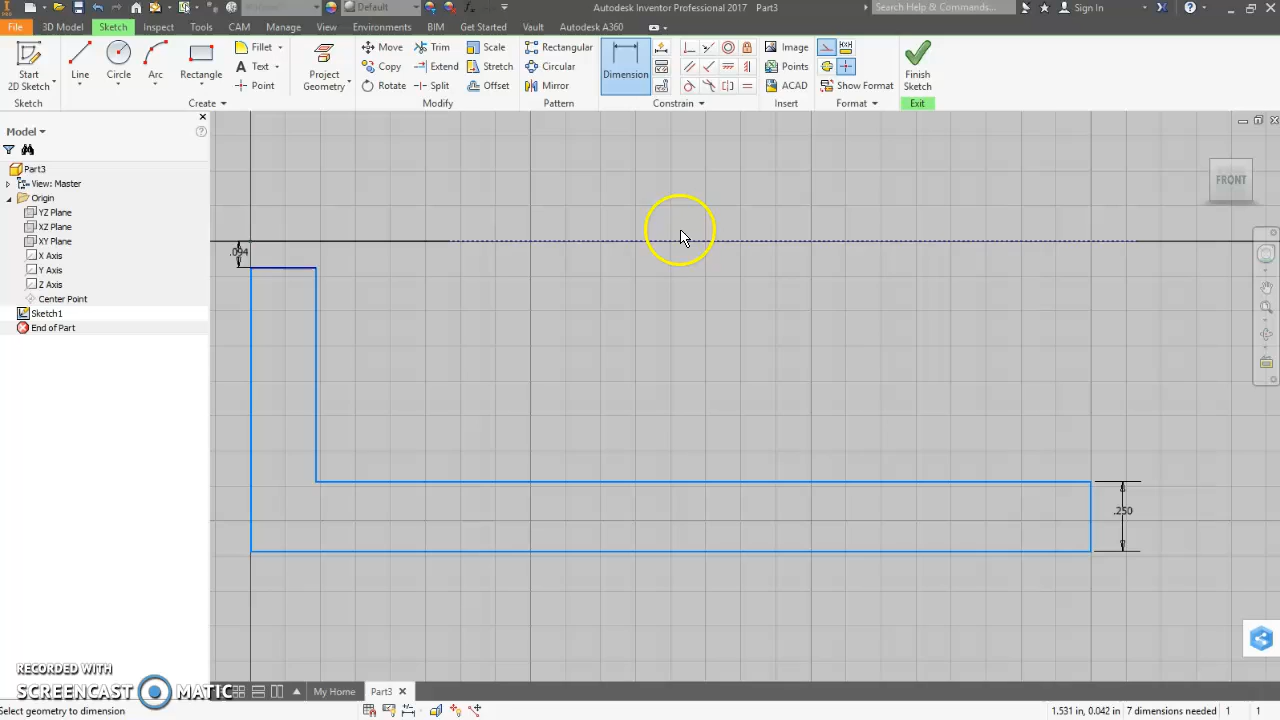 Default
Autodesk Inventor Professional 2017 Part3
Search Help & Commands...
Sign In
File 3D Model Sketch Inspect Tools CAM Manage View Environments BIM Get Started Vault Autodesk A360
Start 2D Sketch
Line
Circle
Arc
Rectangle
Fillet
Text
Point
Project Geometry
Move
Copy
Rotate
Trim
Extend
Split
Scale
Stretch
Offset
Rectangular
Circular
Mirror
Dimension
Image
Points
ACAD
Show Format
Finish Sketch
Sketch Create Modify Pattern Constrain Insert Format Exit
Model
Part3
View: Master
Origin
YZ Plane
XZ Plane
XY Plane
X Axis
Y Axis
Z Axis
Center Point
Sketch1
End of Part
FRONT
.094
.250
RECORDED WITH
SCREENCAST MATIC
My Home Part3
Select geometry to dimension
1.531 in, 0.042 in 7 dimensions needed 1 1